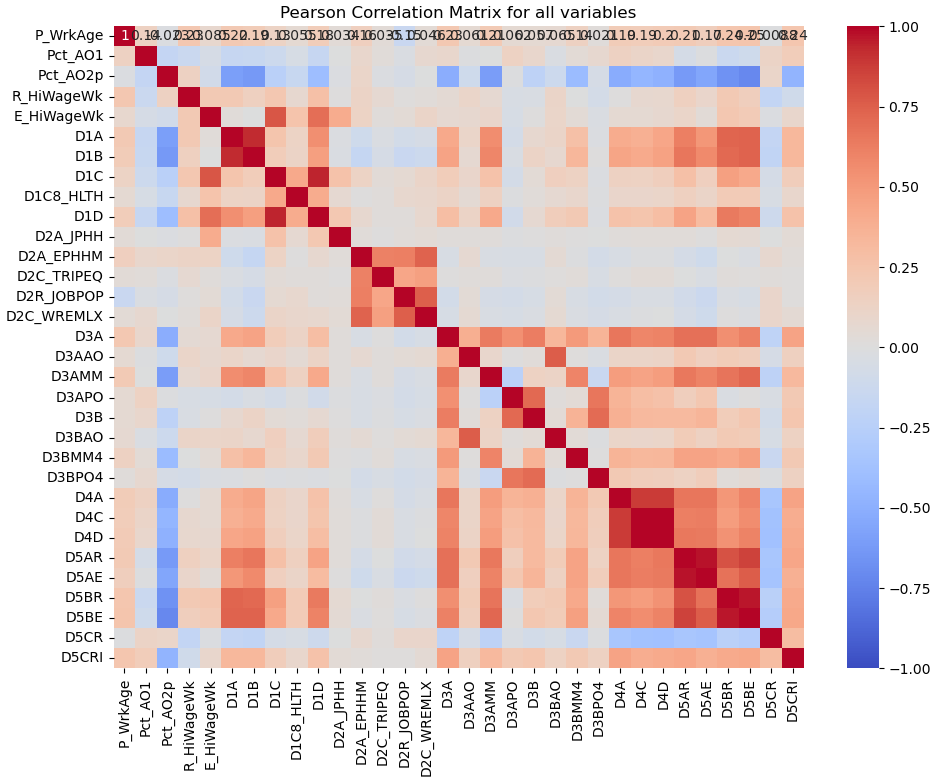 Pearson Correlation Matrix for all variables
P_WrkAge
Pct_AO1
Pct_AO2p
R_HiWageWk
E_HiWageWk
D1A
D1B
D1C
D1C8_HLTH
D1D
D2A_JPHH
D2A_EPHHM
D2C_TRIPEQ
D2R_JOBPOP
D2C_WREMLX
D3A
D3AAO
D3AMM
D3APO
D3B
D3BAO
D3BMM4
D3BPO4
D4A
D4C
D4D
D5AR
D5AE
D5BR
D5BE
D5CR
D5CRI
1
P_WrkAge
Pct_AO1
Pct_AO2p
R_HiWageWk
E_HiWageWk
D1A
D1B
D1C
D1C8_HLTH
D1D
D2A_JPHH
D2A_EPHHM
D2C_TRIPEQ
D2R_JOBPOP
D2C_WREMLX
D3A
D3AAO
D3AMM
D3APO
D3B
D3BAO
D3BMM4
D3BPO4
D4A
D4C
D4D
D5AR
D5AE
D5BR
D5BE
D5CR
D5CRI
1.00
0.75
0.50
0.25
0.00
−0.25
−0.50
−0.75
−1.00